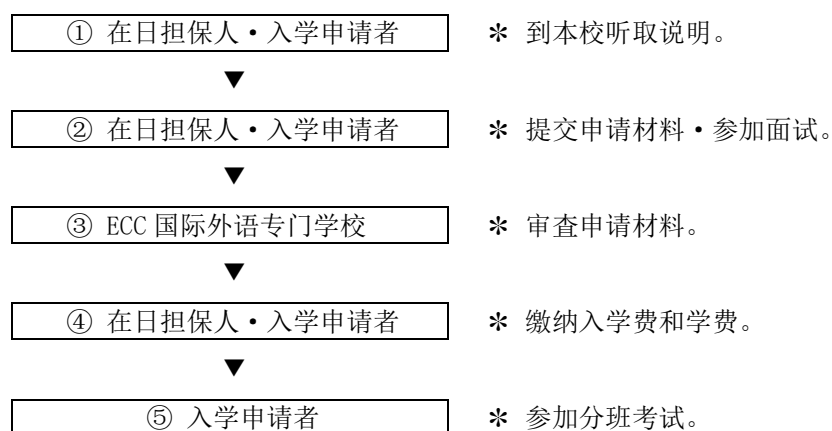 ① 在日担保人・入学申请者 ＊ 到本校听取说明。
▼
② 在日担保人・入学申请者 ＊ 提交申请材料・参加面试。
▼
③ ECC 国际外语专门学校 ＊ 审查申请材料。
▼
④ 在日担保人・入学申请者 ＊ 缴纳入学费和学费。
▼
⑤ 入学申请者 ＊ 参加分班考试。